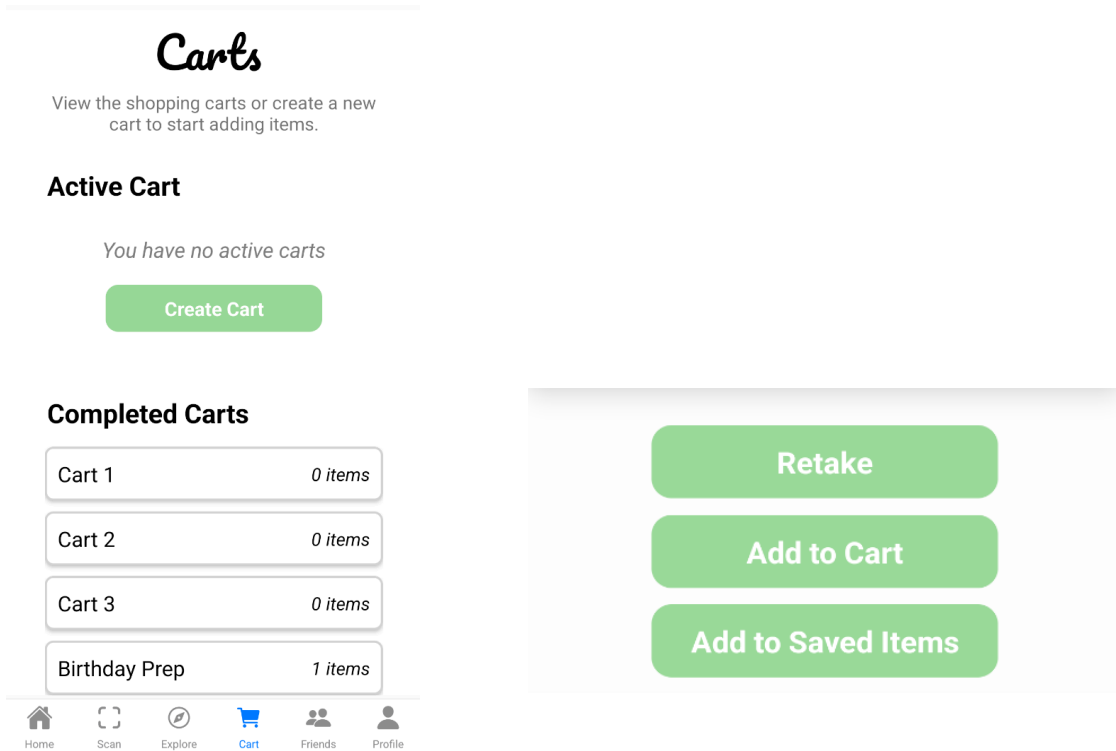 Carts
View the shopping carts or create a new
cart to start adding items.
Active Cart
You have no active carts
Create Cart
Completed Carts
Cart 1 0 items
Cart 2 0 items
Cart 3 0 items
Birthday Prep 1 items
Home Scan Explore Cart Friends Profile
Retake
Add to Cart
Add to Saved Items